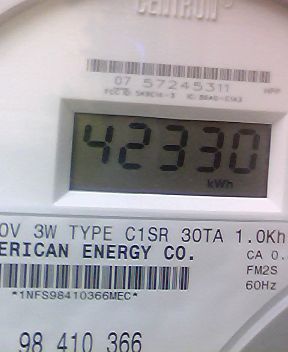 CENTRON
07 57245311
42330
kWh
0V 3W TYPE C1SR 30TA 1.0Kh
ERICAN ENERGY CO. CA 0.
FM2S
*1NFS98410366MEC* 60Hz
98 410 366